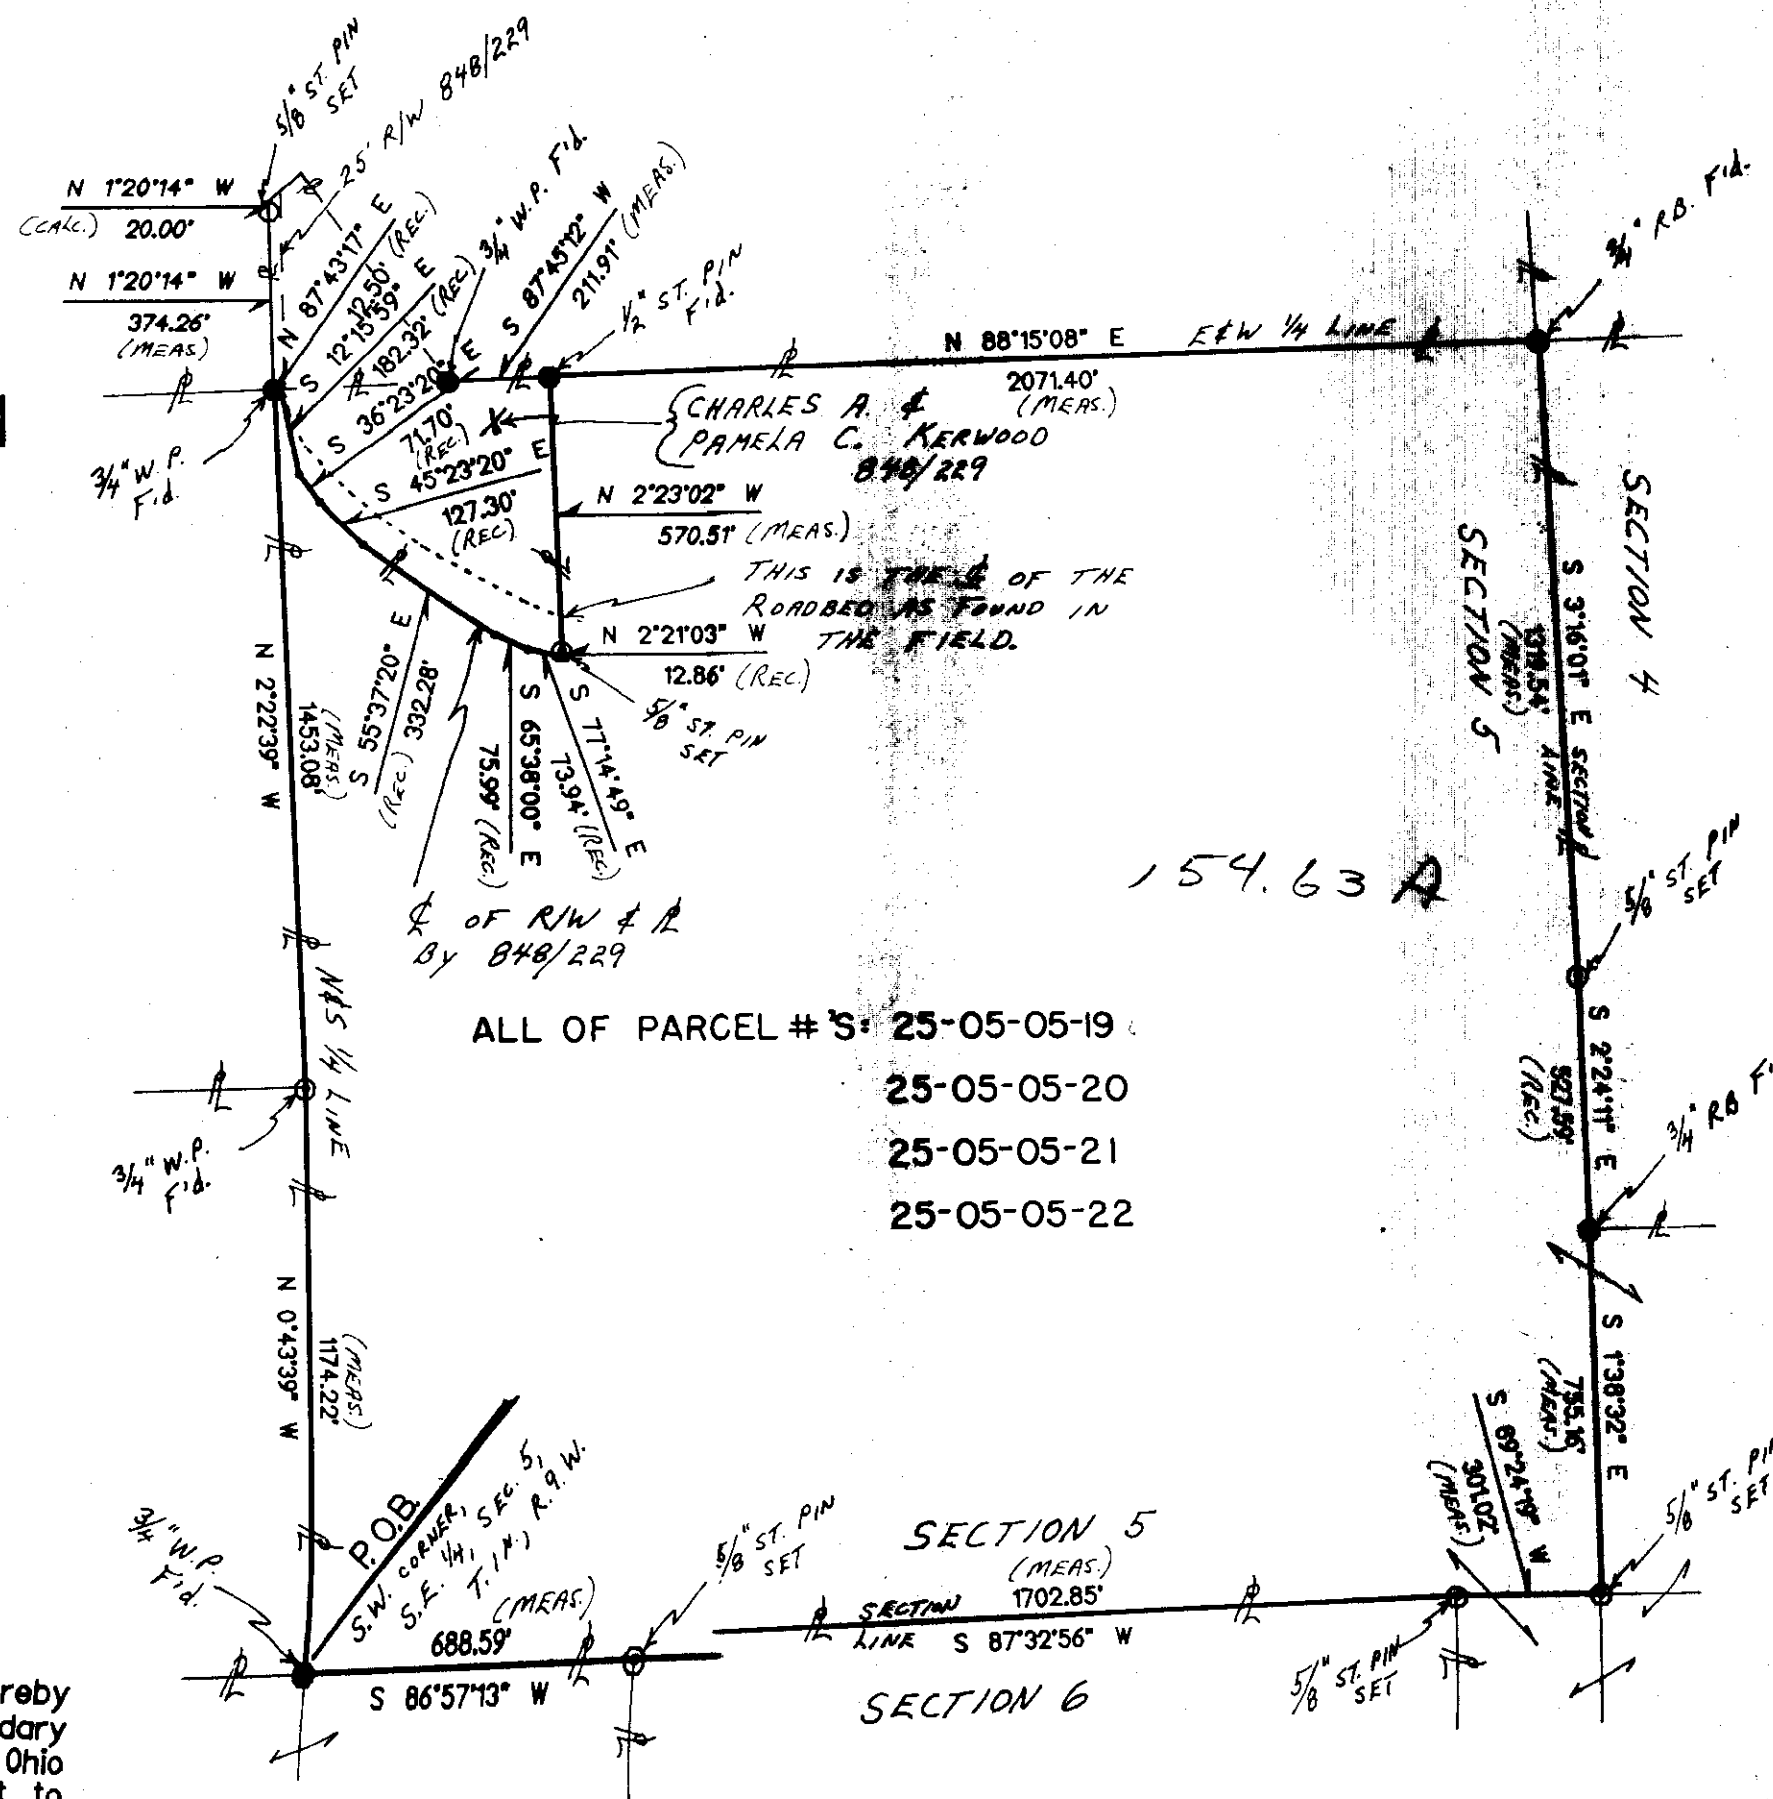 5/8" ST. PIN
SET
25' R/W 848/229
N 1°20'14" W
(CALC.) 20.00'
N 1°20'14" W
374.26'
(MEAS)
N 87°43'17" E
12.50' (REC.)
S 12°15'59" E
182.32' (REC)
S 36°23'20" E
71.70'
(REC.)
S 45°23'20" E
127.30'
(REC)
3/4" W.P. F'd.
S 87°45'12" W
211.91' (MEAS)
1/2" ST. PIN
F'd.
N 88°15'08" E
E&W 1/4 LINE
2071.40'
(MEAS.)
3/4" RB. F'd.
3/4" W.P.
F'd.
X
CHARLES A. &
PAMELA C. KERWOOD
848/229
N 2°23'02" W
570.51' (MEAS.)
THIS IS THE ℄ OF THE
ROADBED AS FOUND IN
THE FIELD.
N 2°21'03" W
12.86' (REC.)
5/8" ST. PIN
SET
SECTION 4
SECTION 5
S 3°16'01" E SECTION
LINE
(MEAS)
N 2°22'39" W
1453.08'
(MEAS.)
S 55°37'20" E
(REC.) 332.28'
S 65°38'00" E
75.99' (REC.)
S 77°14'49" E
73.94' (REC.)
℄ OF R/W & ℄
By 848/229
154.63 A
5/8" ST. PIN
SET
N&S 1/4 LINE
ALL OF PARCEL #'S: 25-05-05-19
25-05-05-20
25-05-05-21
25-05-05-22
S 2°24'11" E
(REC.)
3/4" RB F'
3/4" W.P.
F'd.
N 0°43'39" W
1174.22'
(MEAS.)
S 1°38'32" E
755.16'
(MEAS.)
S 89°24'19" W
301.02'
(MEAS.)
5/8" ST. PIN
SET
P.O.B.
S.W. CORNER,
S.E. 1/4, SEC. 5,
T.1N., R.9.W.
3/4" W.P.
F'd.
5/8" ST. PIN
SET
SECTION 5
(MEAS.)
1702.85'
SECTION
LINE S 87°32'56" W
(MEAS.)
688.59'
S 86°57'13" W
SECTION 6
5/8" ST. PIN
SET
reby
dary
Ohio
t to